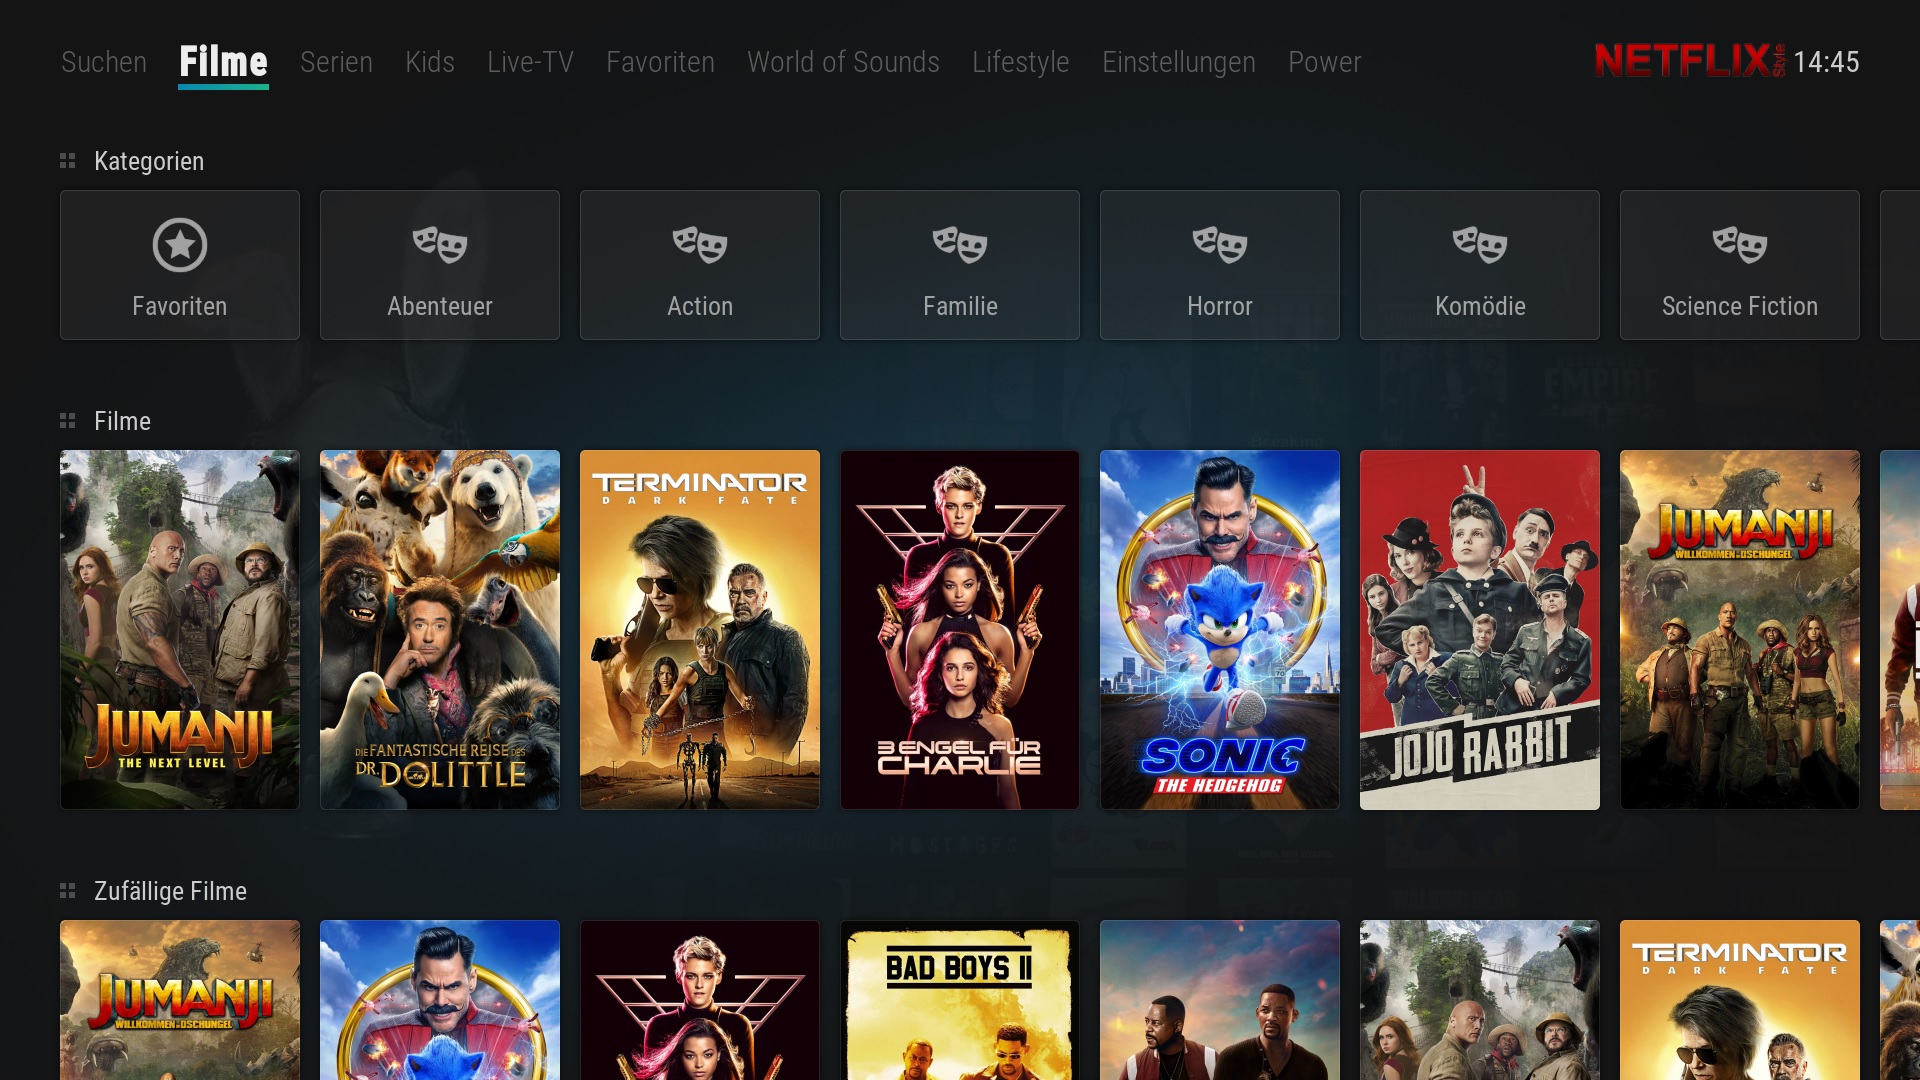 Suchen Filme Serien Kids Live-TV Favoriten World of Sounds Lifestyle Einstellungen Power NETFLIX Style 14:45
Kategorien
Favoriten Abenteuer Action Familie Horror Komödie Science Fiction
EMPIRE
Breaking
Filme
JUMANJI
THE NEXT LEVEL
DIE FANTASTISCHE REISE DES
DR. DOLITTLE
TERMINATOR
DARK FATE
3 ENGEL FÜR
CHARLIE
SONIC
THE HEDGEHOG
JOJO RABBIT
JUMANJI
WILLKOMMEN IM DSCHUNGEL
HOSTAGES
Zufällige Filme
JUMANJI
WILLKOMMEN IM DSCHUNGEL
BAD BOYS II
TERMINATOR
DARK FATE